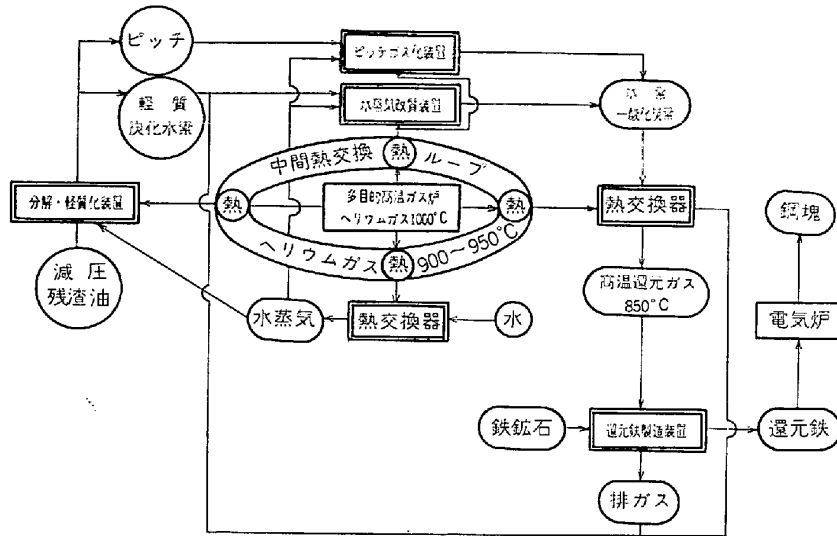 ピッチ
ピッチガス化装置
軽質
炭化水素
水蒸気改質装置
水素
一酸化炭素
中間熱交換
熱
ループ
分解・軽質化装置
熱
多目的高温ガス炉
ヘリウムガス1000°C
熱
熱交換器
鋼塊
ヘリウムガス
熱
900～950°C
減圧
残渣油
高温還元ガス
850°C
水蒸気
熱交換器
水
電気炉
鉄鉱石
還元鉄製造装置
還元鉄
排ガス